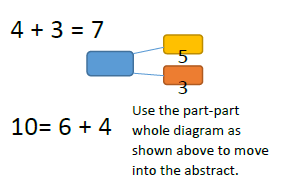 4 + 3 = 7
5
3
10= 6 + 4
Use the part-part
whole diagram as
shown above to move
into the abstract.